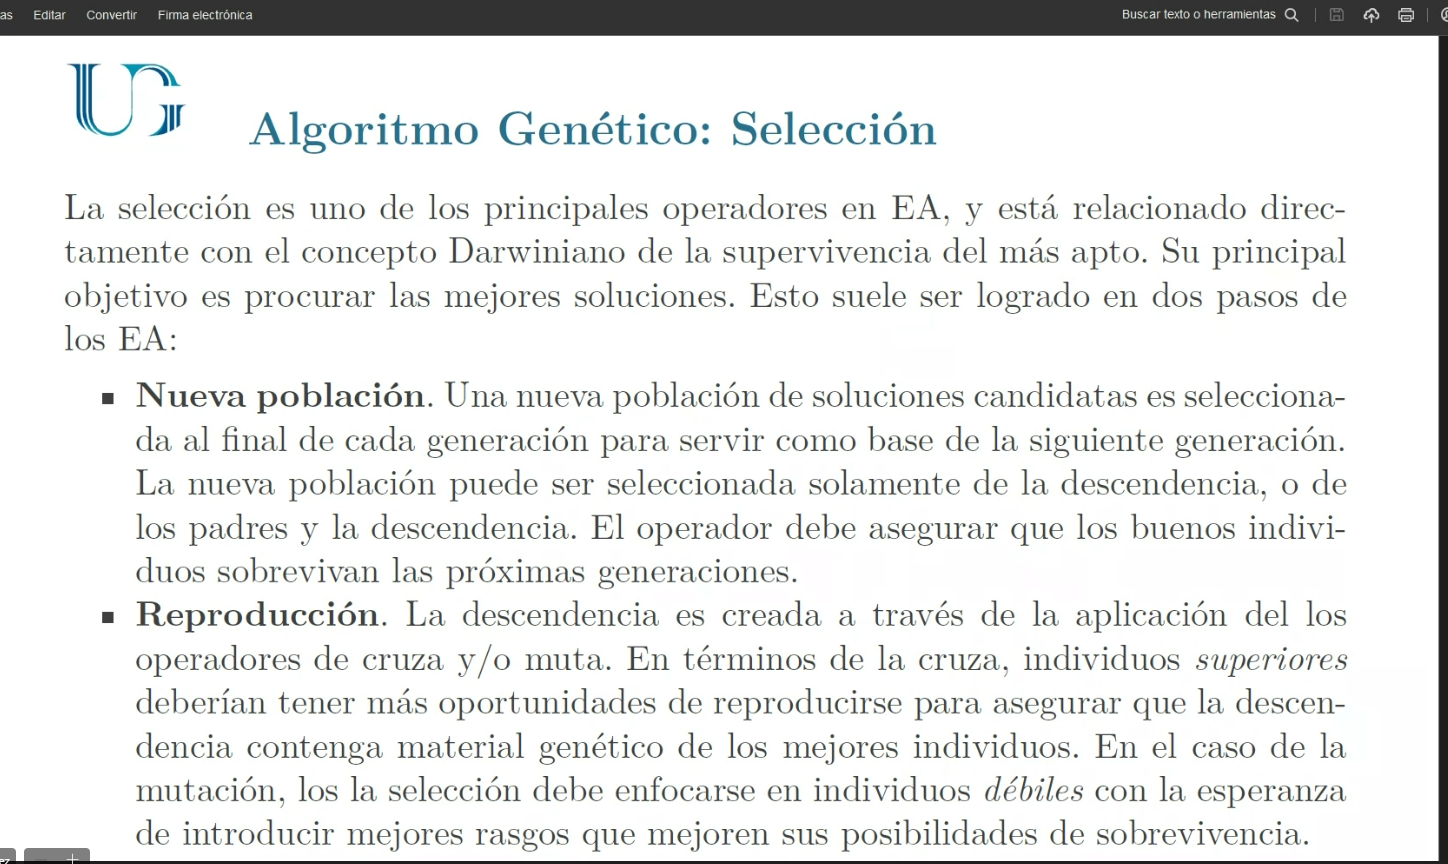 as Editar Convertir Firma electrónica Buscar texto o herramientas
UG
Algoritmo Genético: Selección
La selección es uno de los principales operadores en EA, y está relacionado direc-
tamente con el concepto Darwiniano de la supervivencia del más apto. Su principal
objetivo es procurar las mejores soluciones. Esto suele ser logrado en dos pasos de
los EA:
▪ Nueva población. Una nueva población de soluciones candidatas es selecciona-
da al final de cada generación para servir como base de la siguiente generación.
La nueva población puede ser seleccionada solamente de la descendencia, o de
los padres y la descendencia. El operador debe asegurar que los buenos indivi-
duos sobrevivan las próximas generaciones.
▪ Reproducción. La descendencia es creada a través de la aplicación del los
operadores de cruza y/o muta. En términos de la cruza, individuos superiores
deberían tener más oportunidades de reproducirse para asegurar que la descen-
dencia contenga material genético de los mejores individuos. En el caso de la
mutación, los la selección debe enfocarse en individuos débiles con la esperanza
de introducir mejores rasgos que mejoren sus posibilidades de sobrevivencia.